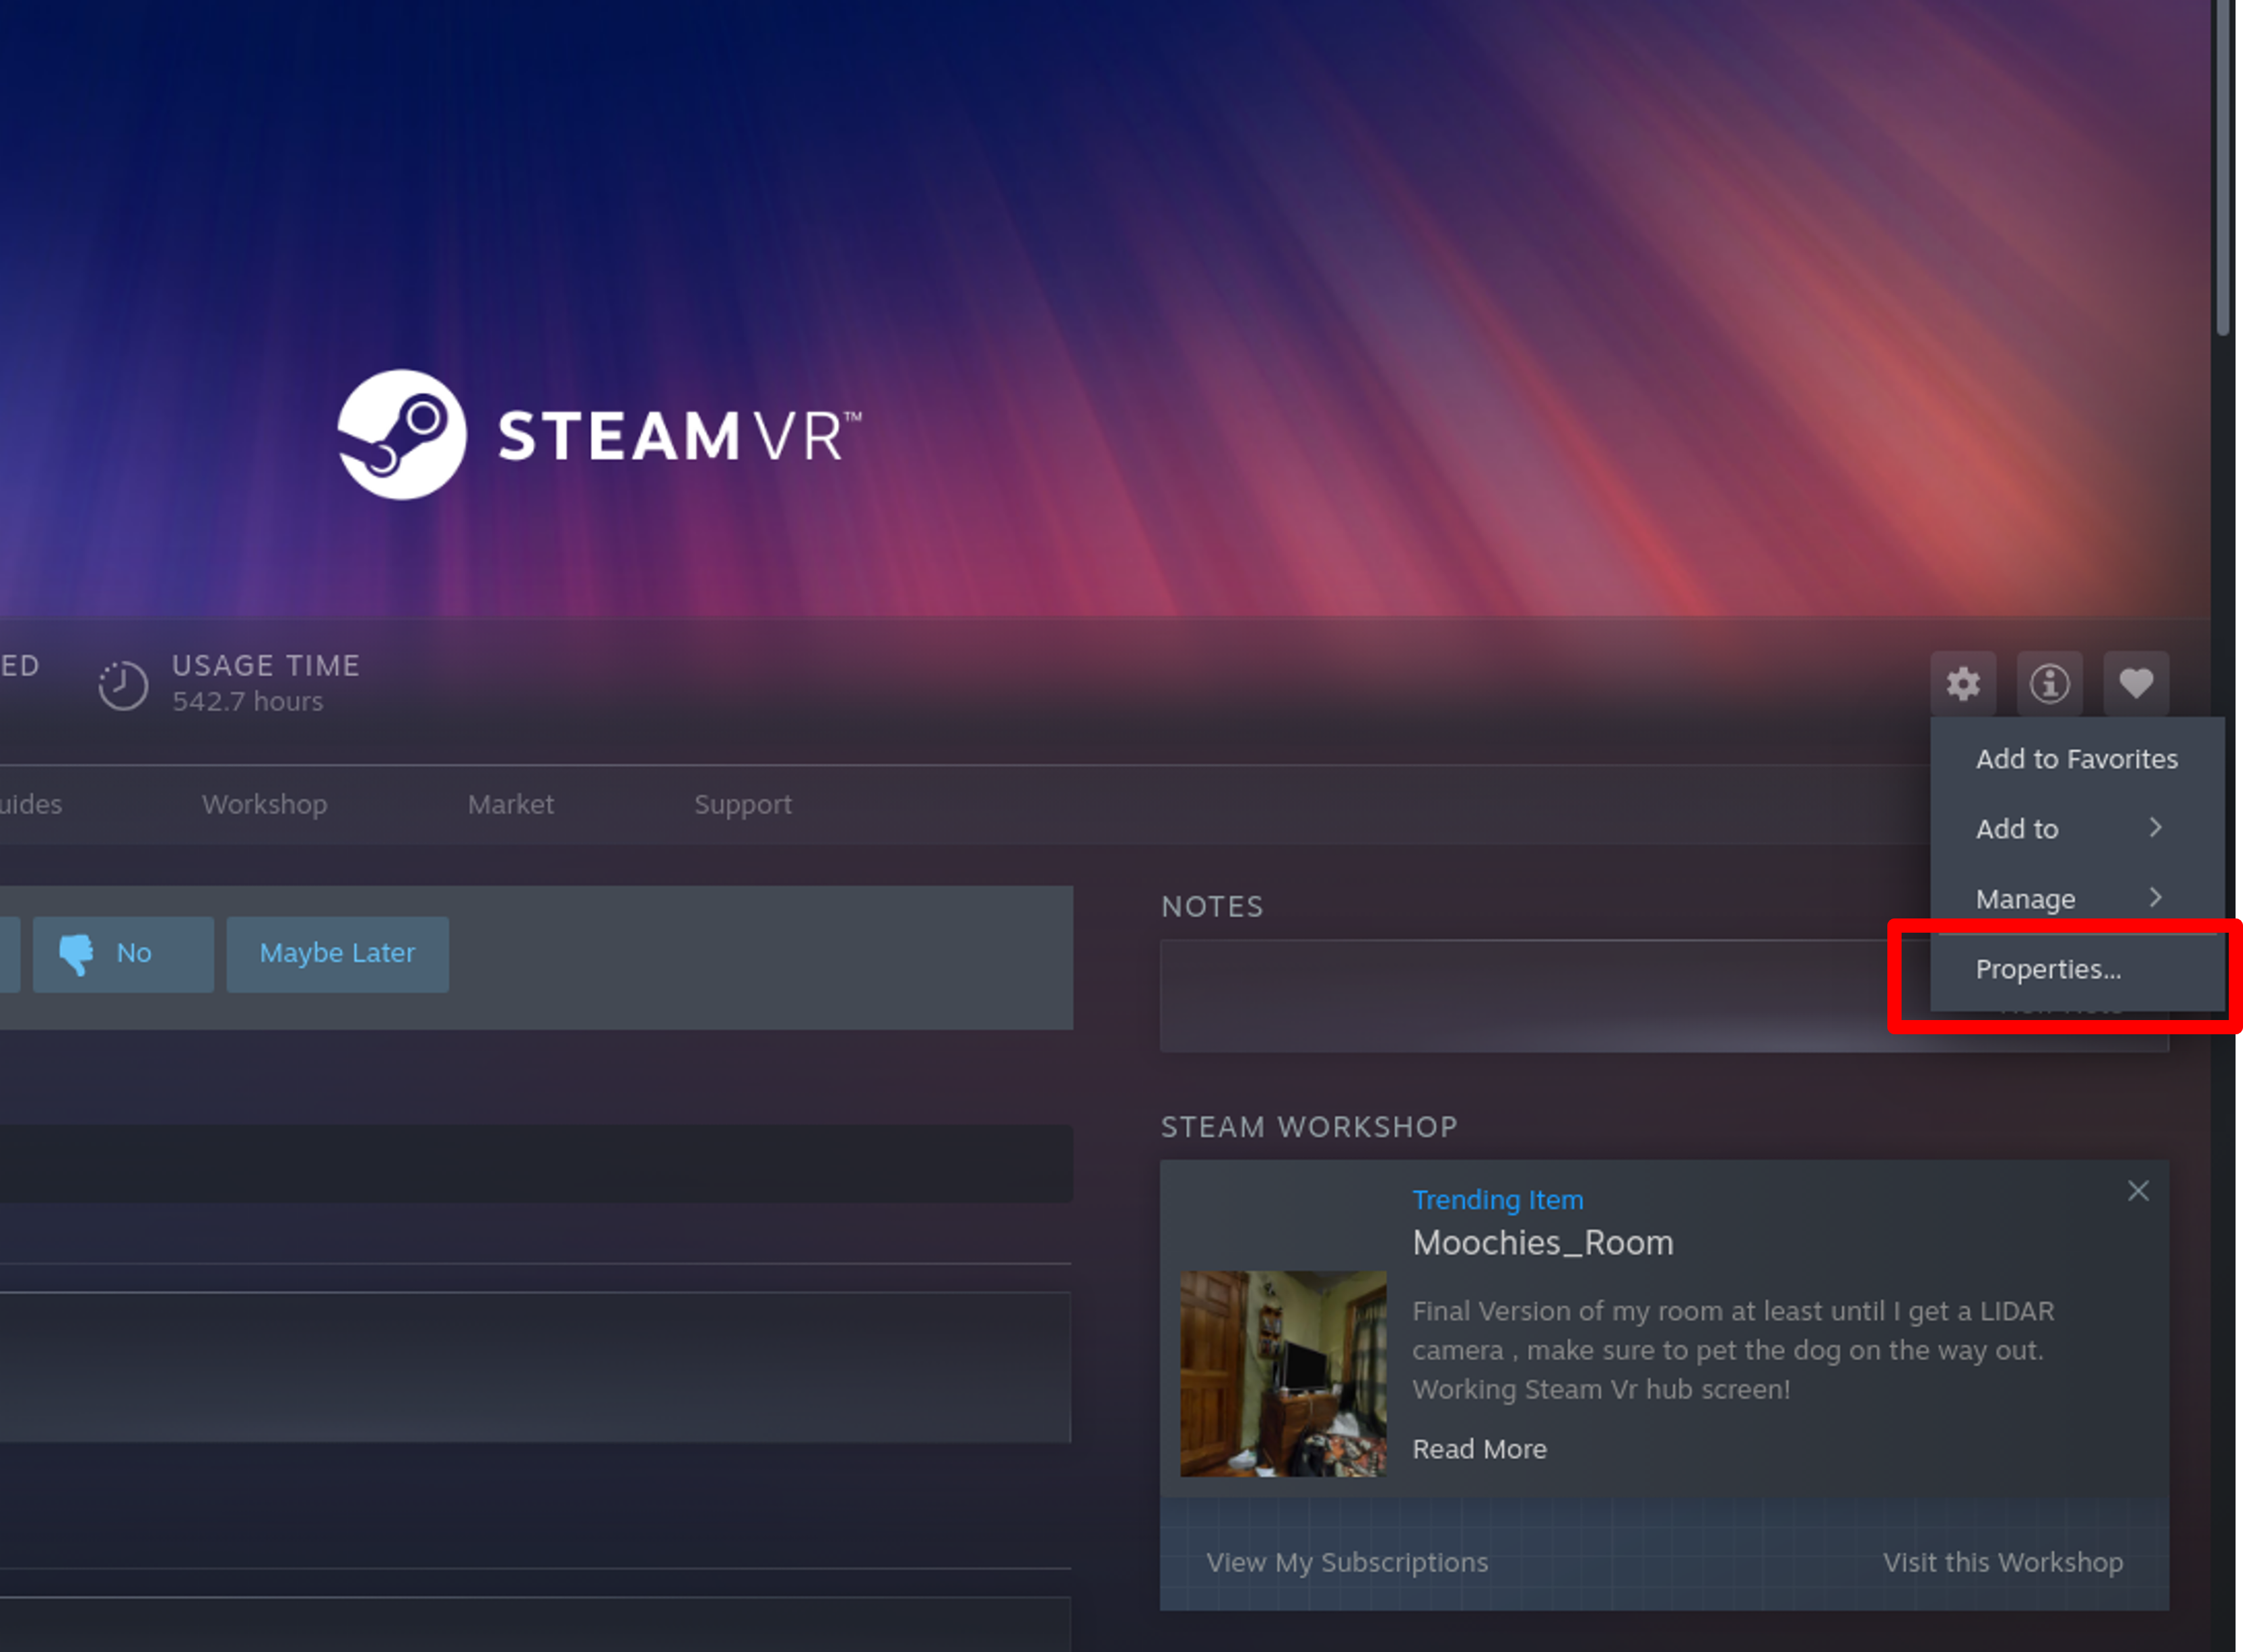 STEAMVR™
ED
USAGE TIME
542.7 hours
Add to Favorites
Add to
Manage
Properties...
uides
Workshop
Market
Support
No
Maybe Later
NOTES
STEAM WORKSHOP
Trending Item
Moochies_Room
Final Version of my room at least until I get a LIDAR
camera , make sure to pet the dog on the way out.
Working Steam Vr hub screen!
Read More
View My Subscriptions
Visit this Workshop